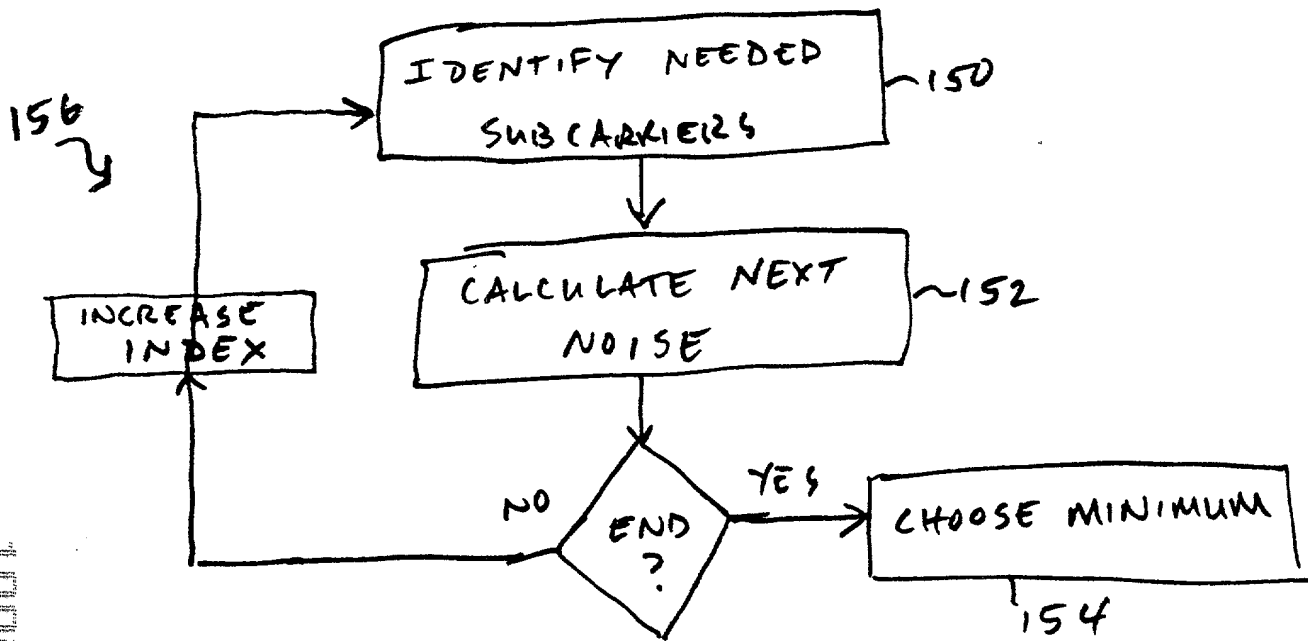 IDENTIFY NEEDED
SUBCARRIERS
150
156
CALCULATE NEXT
NOISE
152
INCREASE
INDEX
NO
END
?
YES
CHOOSE MINIMUM
154